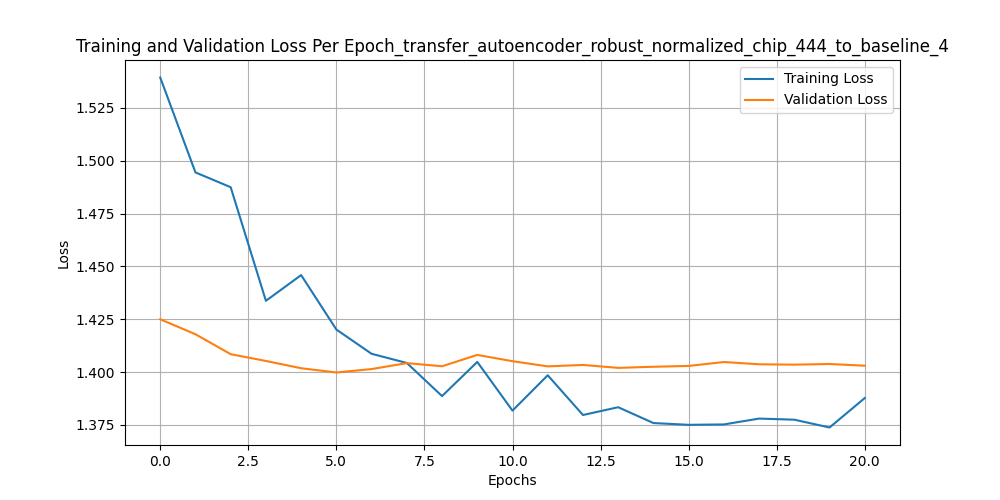 Training and Validation Loss Per Epoch_transfer_autoencoder_robust_normalized_chip_444_to_baseline_4
Training Loss
Validation Loss
1.525
1.500
1.475
1.450
1.425
1.400
1.375
Loss
0.0 2.5 5.0 7.5 10.0 12.5 15.0 17.5 20.0
Epochs